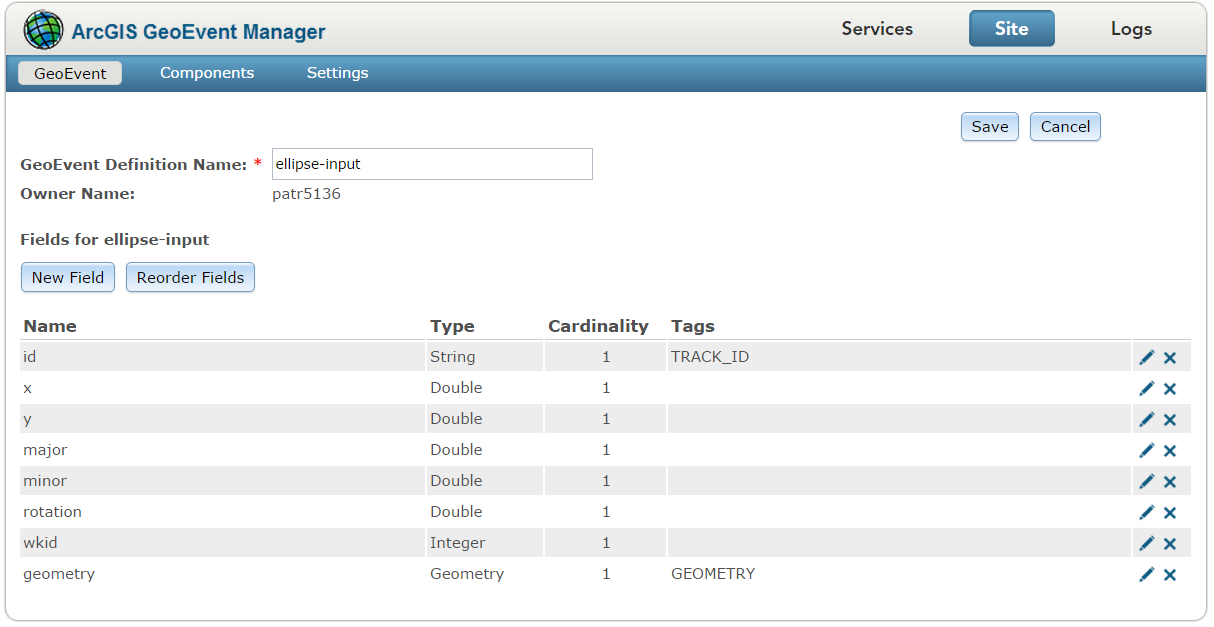 ArcGIS GeoEvent Manager Services Site Logs
GeoEvent Components Settings
Save Cancel
GeoEvent Definition Name: * ellipse-input
Owner Name: patr5136
Fields for ellipse-input
New Field Reorder Fields
Name Type Cardinality Tags
id String 1 TRACK_ID
x Double 1
y Double 1
major Double 1
minor Double 1
rotation Double 1
wkid Integer 1
geometry Geometry 1 GEOMETRY